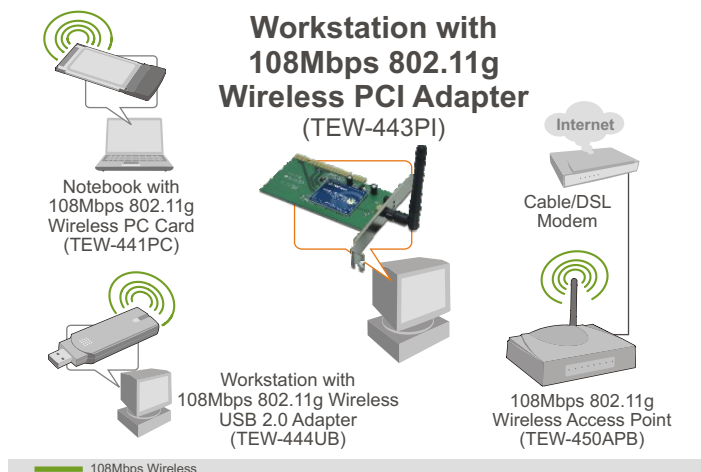 Workstation with
108Mbps 802.11g
Wireless PCI Adapter
(TEW-443PI)
Notebook with
108Mbps 802.11g
Wireless PC Card
(TEW-441PC)
Internet
Cable/DSL
Modem
Workstation with
108Mbps 802.11g Wireless
USB 2.0 Adapter
(TEW-444UB)
108Mbps 802.11g
Wireless Access Point
(TEW-450APB)
108Mbps Wireless